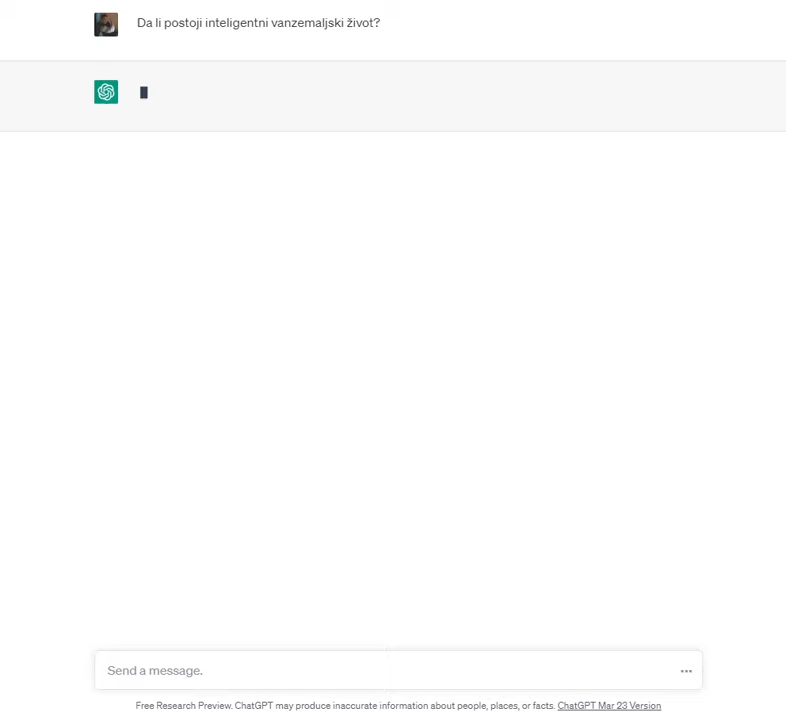 Da li postoji inteligentni vanzemaljski život?
Send a message.
Free Research Preview. ChatGPT may produce inaccurate information about people, places, or facts. ChatGPT Mar 23 Version